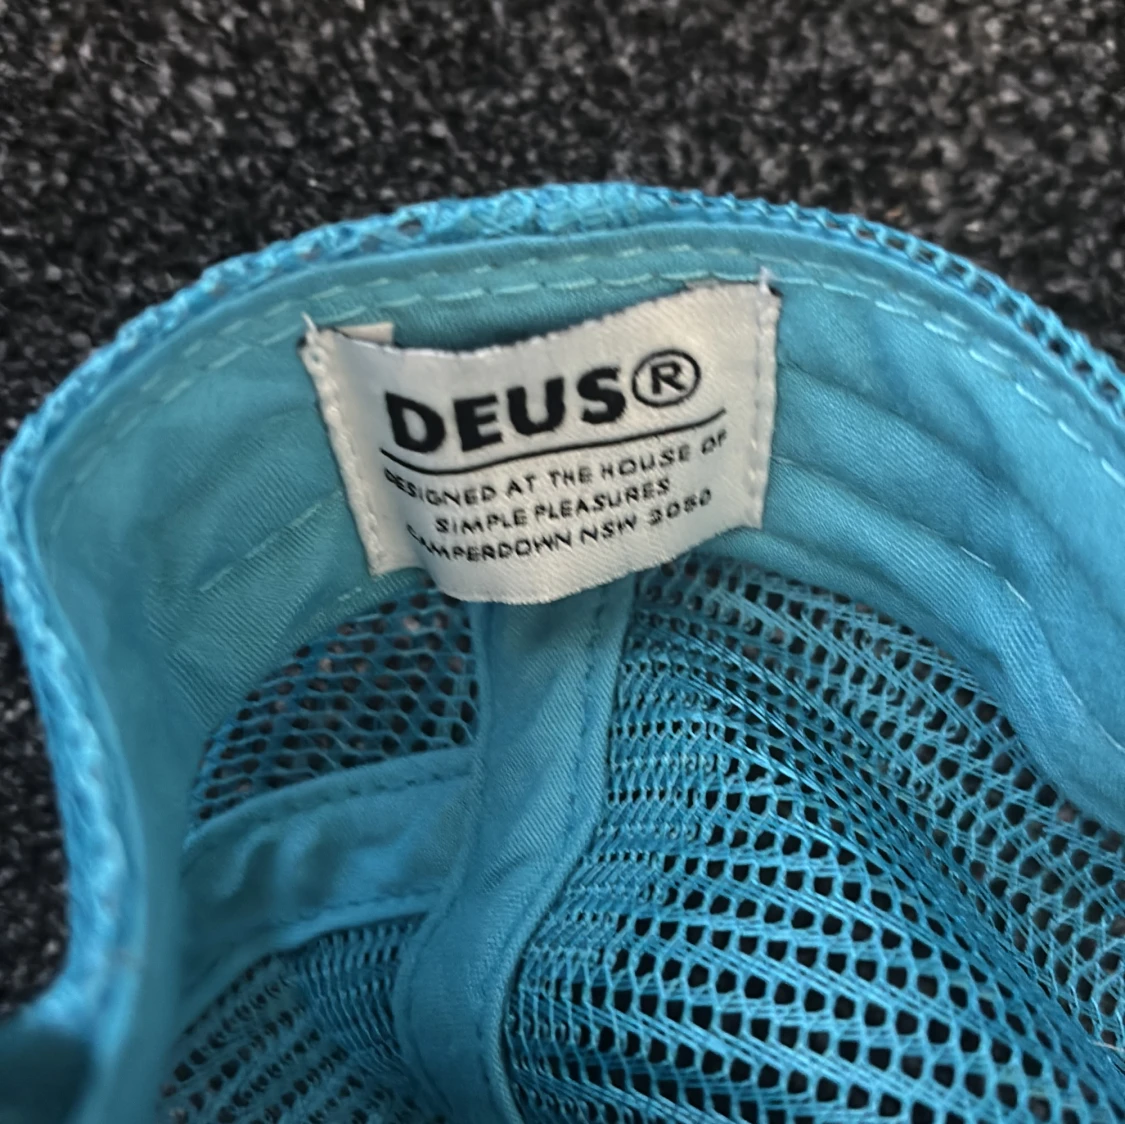 DEUS®
DESIGNED AT THE HOUSE OF
SIMPLE PLEASURES
CAMPERDOWN NSW 2050